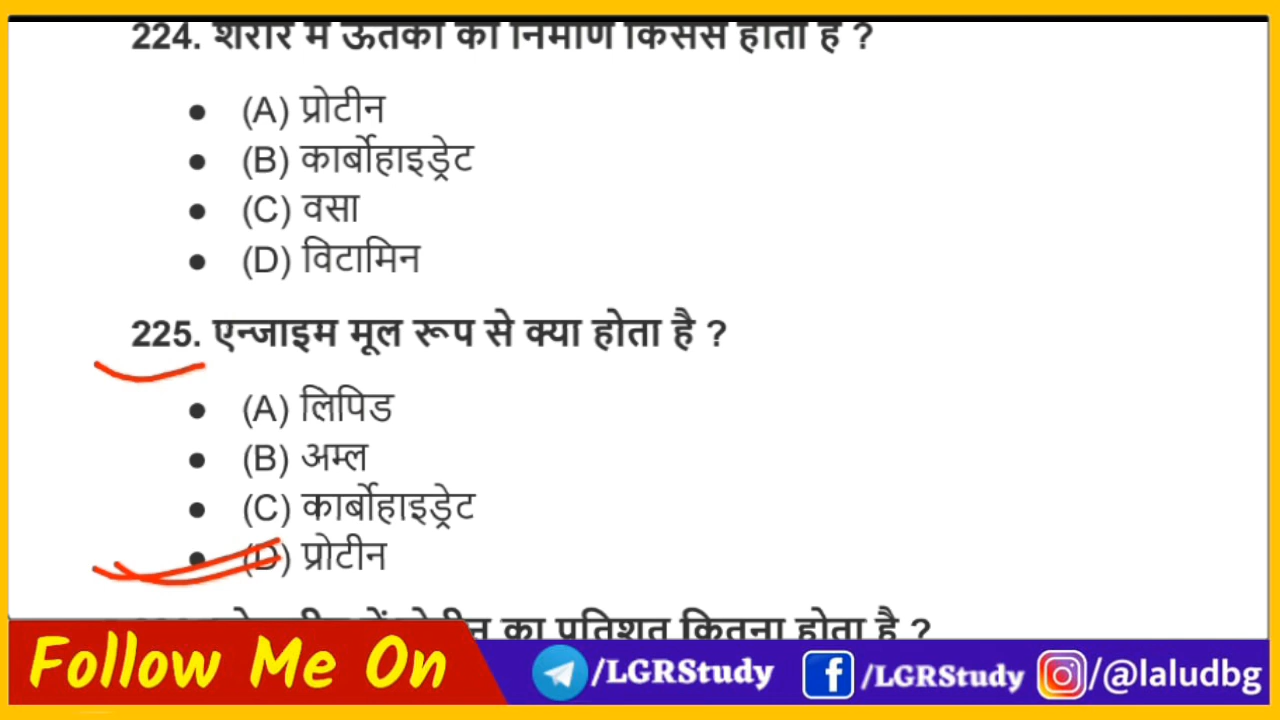 224. शरीर में ऊतकों का निर्माण किससे होता है ?
(A) प्रोटीन
(B) कार्बोहाइड्रेट
(C) वसा
(D) विटामिन
225. एन्जाइम मूल रूप से क्या होता है ?
(A) लिपिड
(B) अम्ल
(C) कार्बोहाइड्रेट
(D) प्रोटीन
का प्रतिशत कितना होता है ?
Follow Me On
/LGRStudy
/LGRStudy
/@laludbg